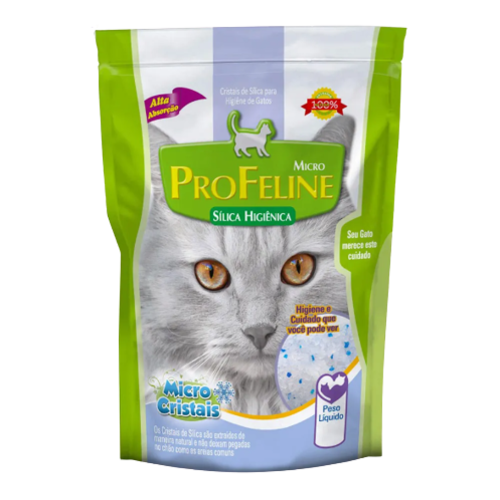 Cristais de Sílica para
Higiene de Gatos
Alta
Absorção
100%
MICRO
PROFELINE
SÍLICA HIGIÊNICA
Seu Gato
merece este
cuidado
Higiene e
Cuidado que
você pode ver.
Micro
Cristais
Peso
Líquido
Os Cristais de Sílica são extraídos de
maneira natural e não deixam pegadas
no chão como as areias comuns